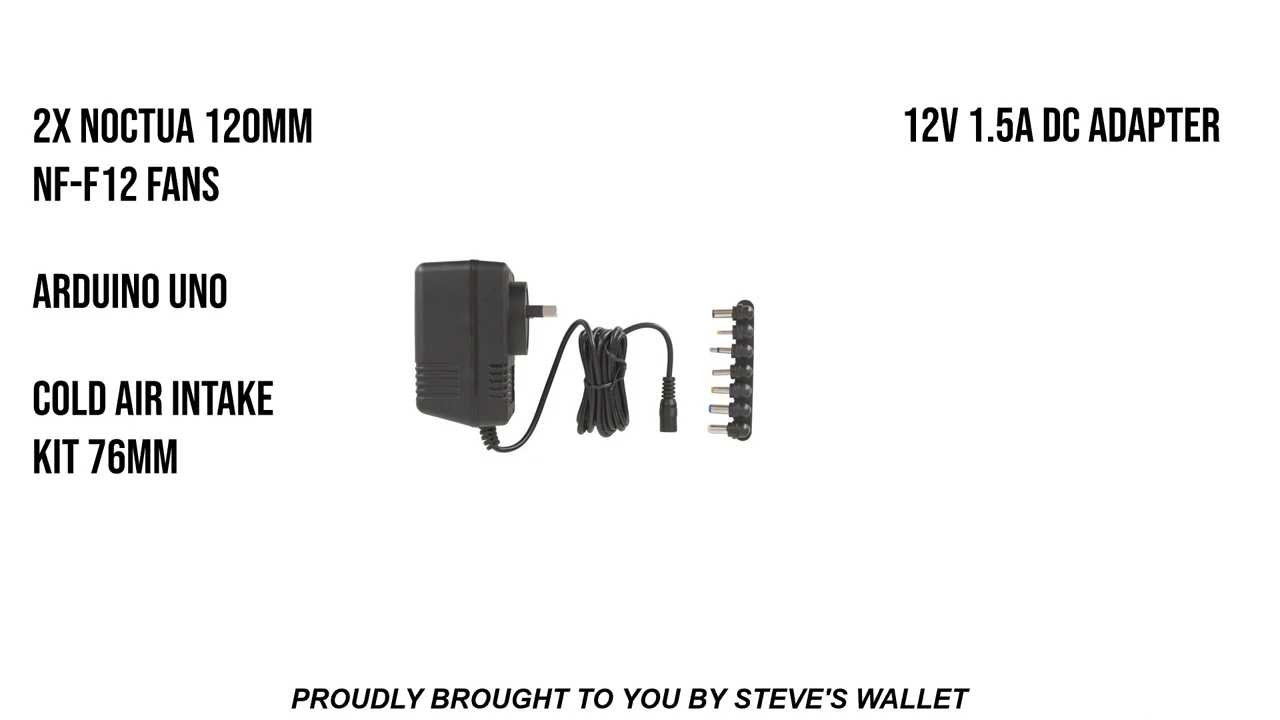 2X NOCTUA 120MM
NF-F12 FANS
ARDUINO UNO
COLD AIR INTAKE
KIT 76MM
12V 1.5A DC ADAPTER
PROUDLY BROUGHT TO YOU BY STEVE'S WALLET